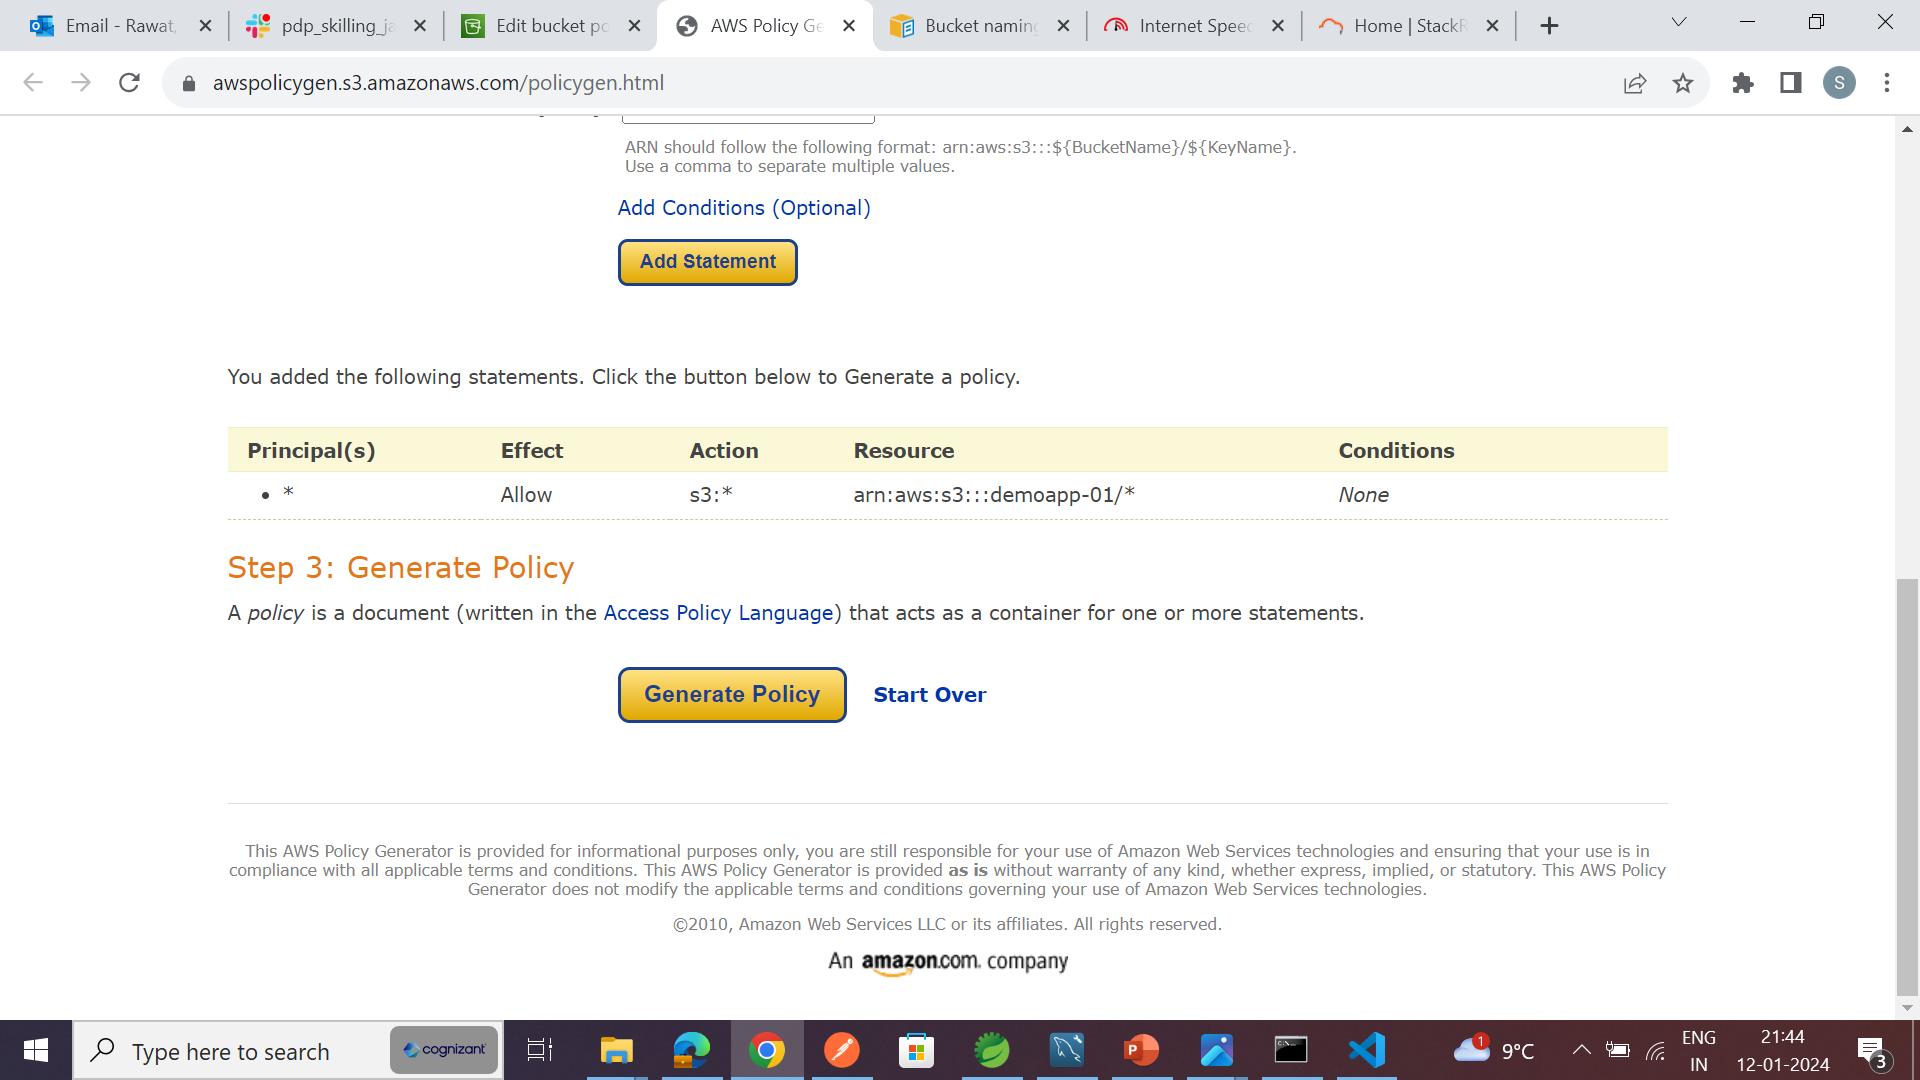 Email - Rawat,
pdp_skilling_ja
Edit bucket po
AWS Policy Ge
Bucket naming
Internet Speed
Home | StackR
awspolicygen.s3.amazonaws.com/policygen.html
S
ARN should follow the following format: arn:aws:s3:::${BucketName}/${KeyName}.
Use a comma to separate multiple values.
Add Conditions (Optional)
Add Statement
You added the following statements. Click the button below to Generate a policy.
Principal(s) Effect Action Resource Conditions
• * Allow s3:* arn:aws:s3:::demoapp-01/* None
Step 3: Generate Policy
A policy is a document (written in the Access Policy Language) that acts as a container for one or more statements.
Generate Policy Start Over
This AWS Policy Generator is provided for informational purposes only, you are still responsible for your use of Amazon Web Services technologies and ensuring that your use is in
compliance with all applicable terms and conditions. This AWS Policy Generator is provided as is without warranty of any kind, whether express, implied, or statutory. This AWS Policy
Generator does not modify the applicable terms and conditions governing your use of Amazon Web Services technologies.
©2010, Amazon Web Services LLC or its affiliates. All rights reserved.
An amazon.com. company
Type here to search
cognizant
1
9°C
ENG
IN
21:44
12-01-2024
3